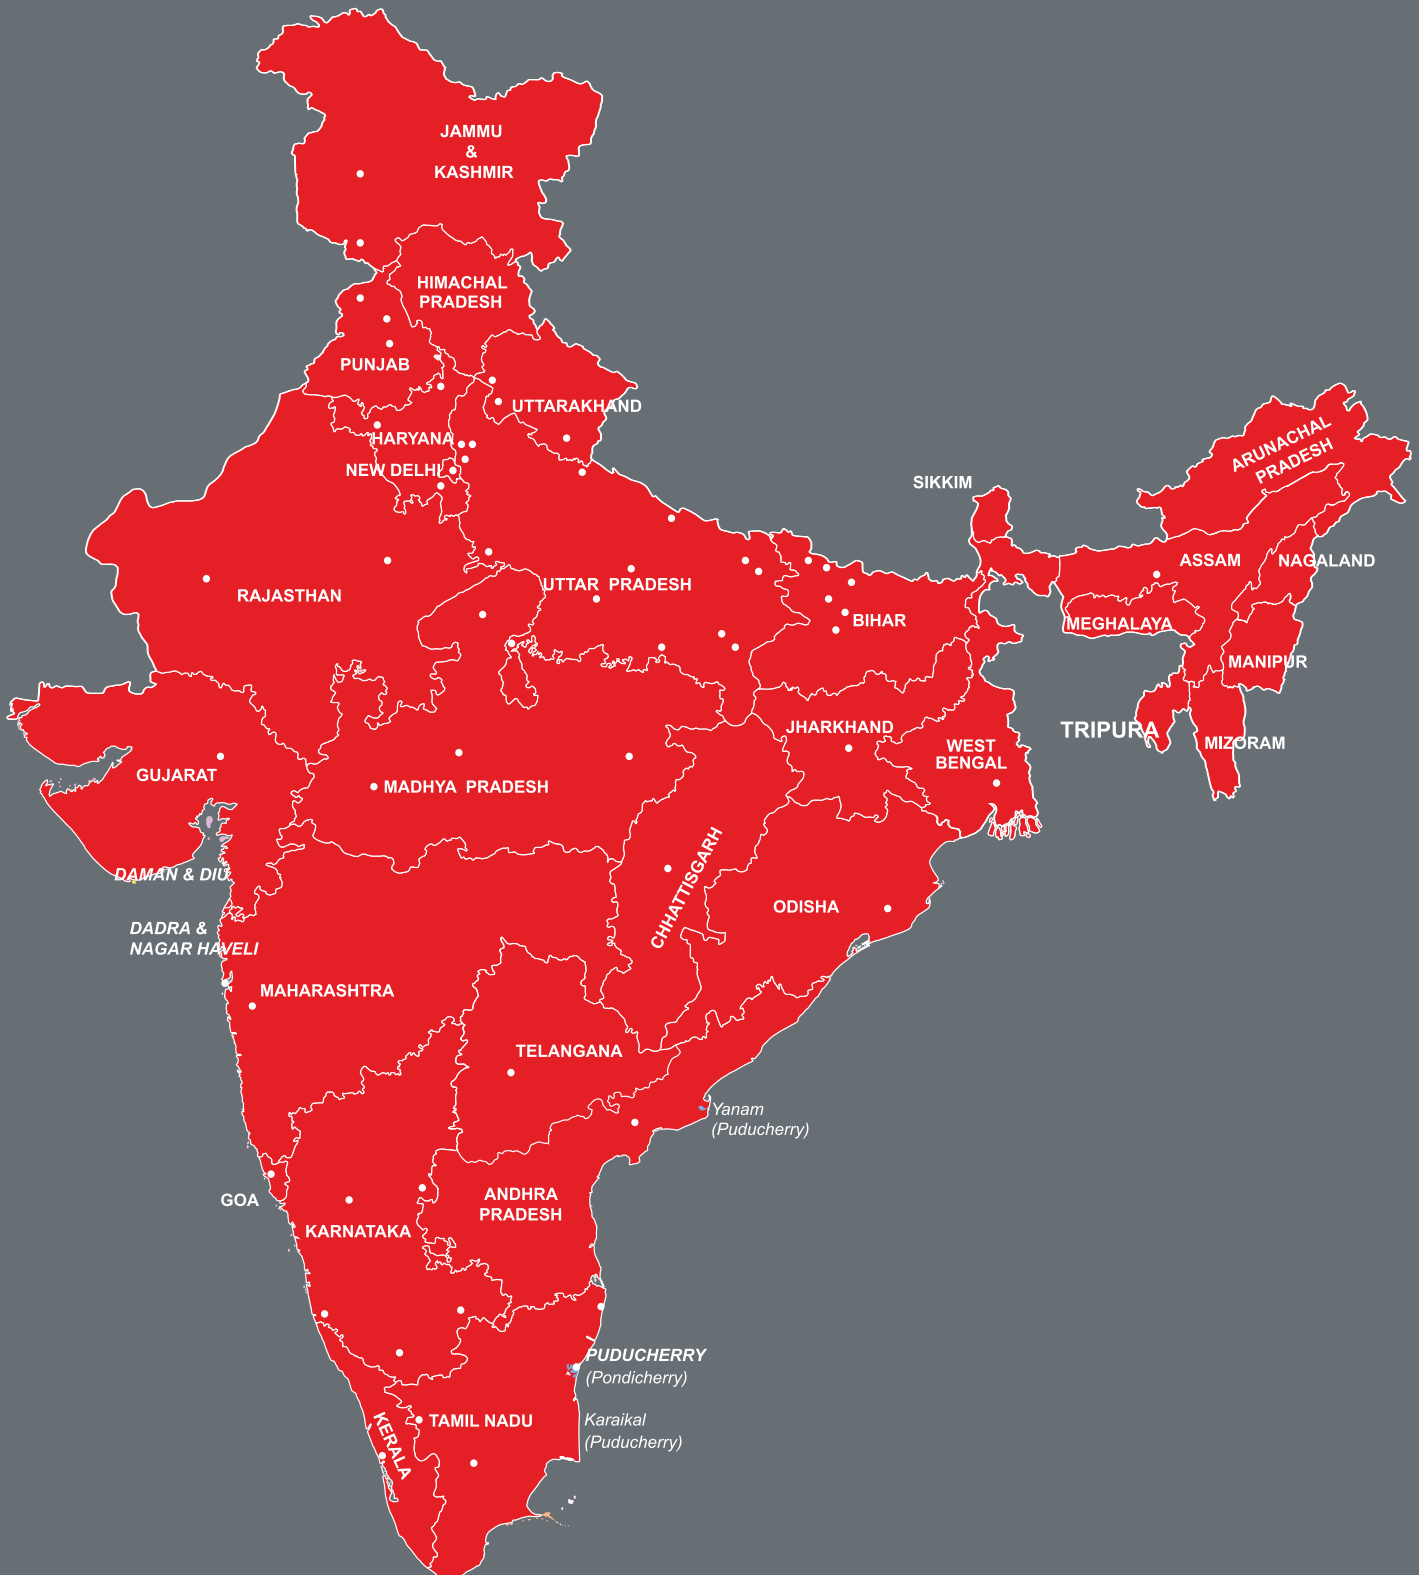 JAMMU
&
KASHMIR
HIMACHAL
PRADESH
PUNJAB
UTTARAKHAND
HARYANA
NEW DELHI
ARUNACHAL
PRADESH
SIKKIM
ASSAM
NAGALAND
RAJASTHAN
UTTAR PRADESH
BIHAR
MEGHALAYA
MANIPUR
JHARKHAND
TRIPURA
MIZORAM
WEST
BENGAL
GUJARAT
MADHYA PRADESH
CHHATTISGARH
DAMAN & DIU
ODISHA
DADRA &
NAGAR HAVELI
MAHARASHTRA
TELANGANA
Yanam
(Puducherry)
GOA
ANDHRA
PRADESH
KARNATAKA
PUDUCHERRY
(Pondicherry)
KERALA
TAMIL NADU
Karaikal
(Puducherry)